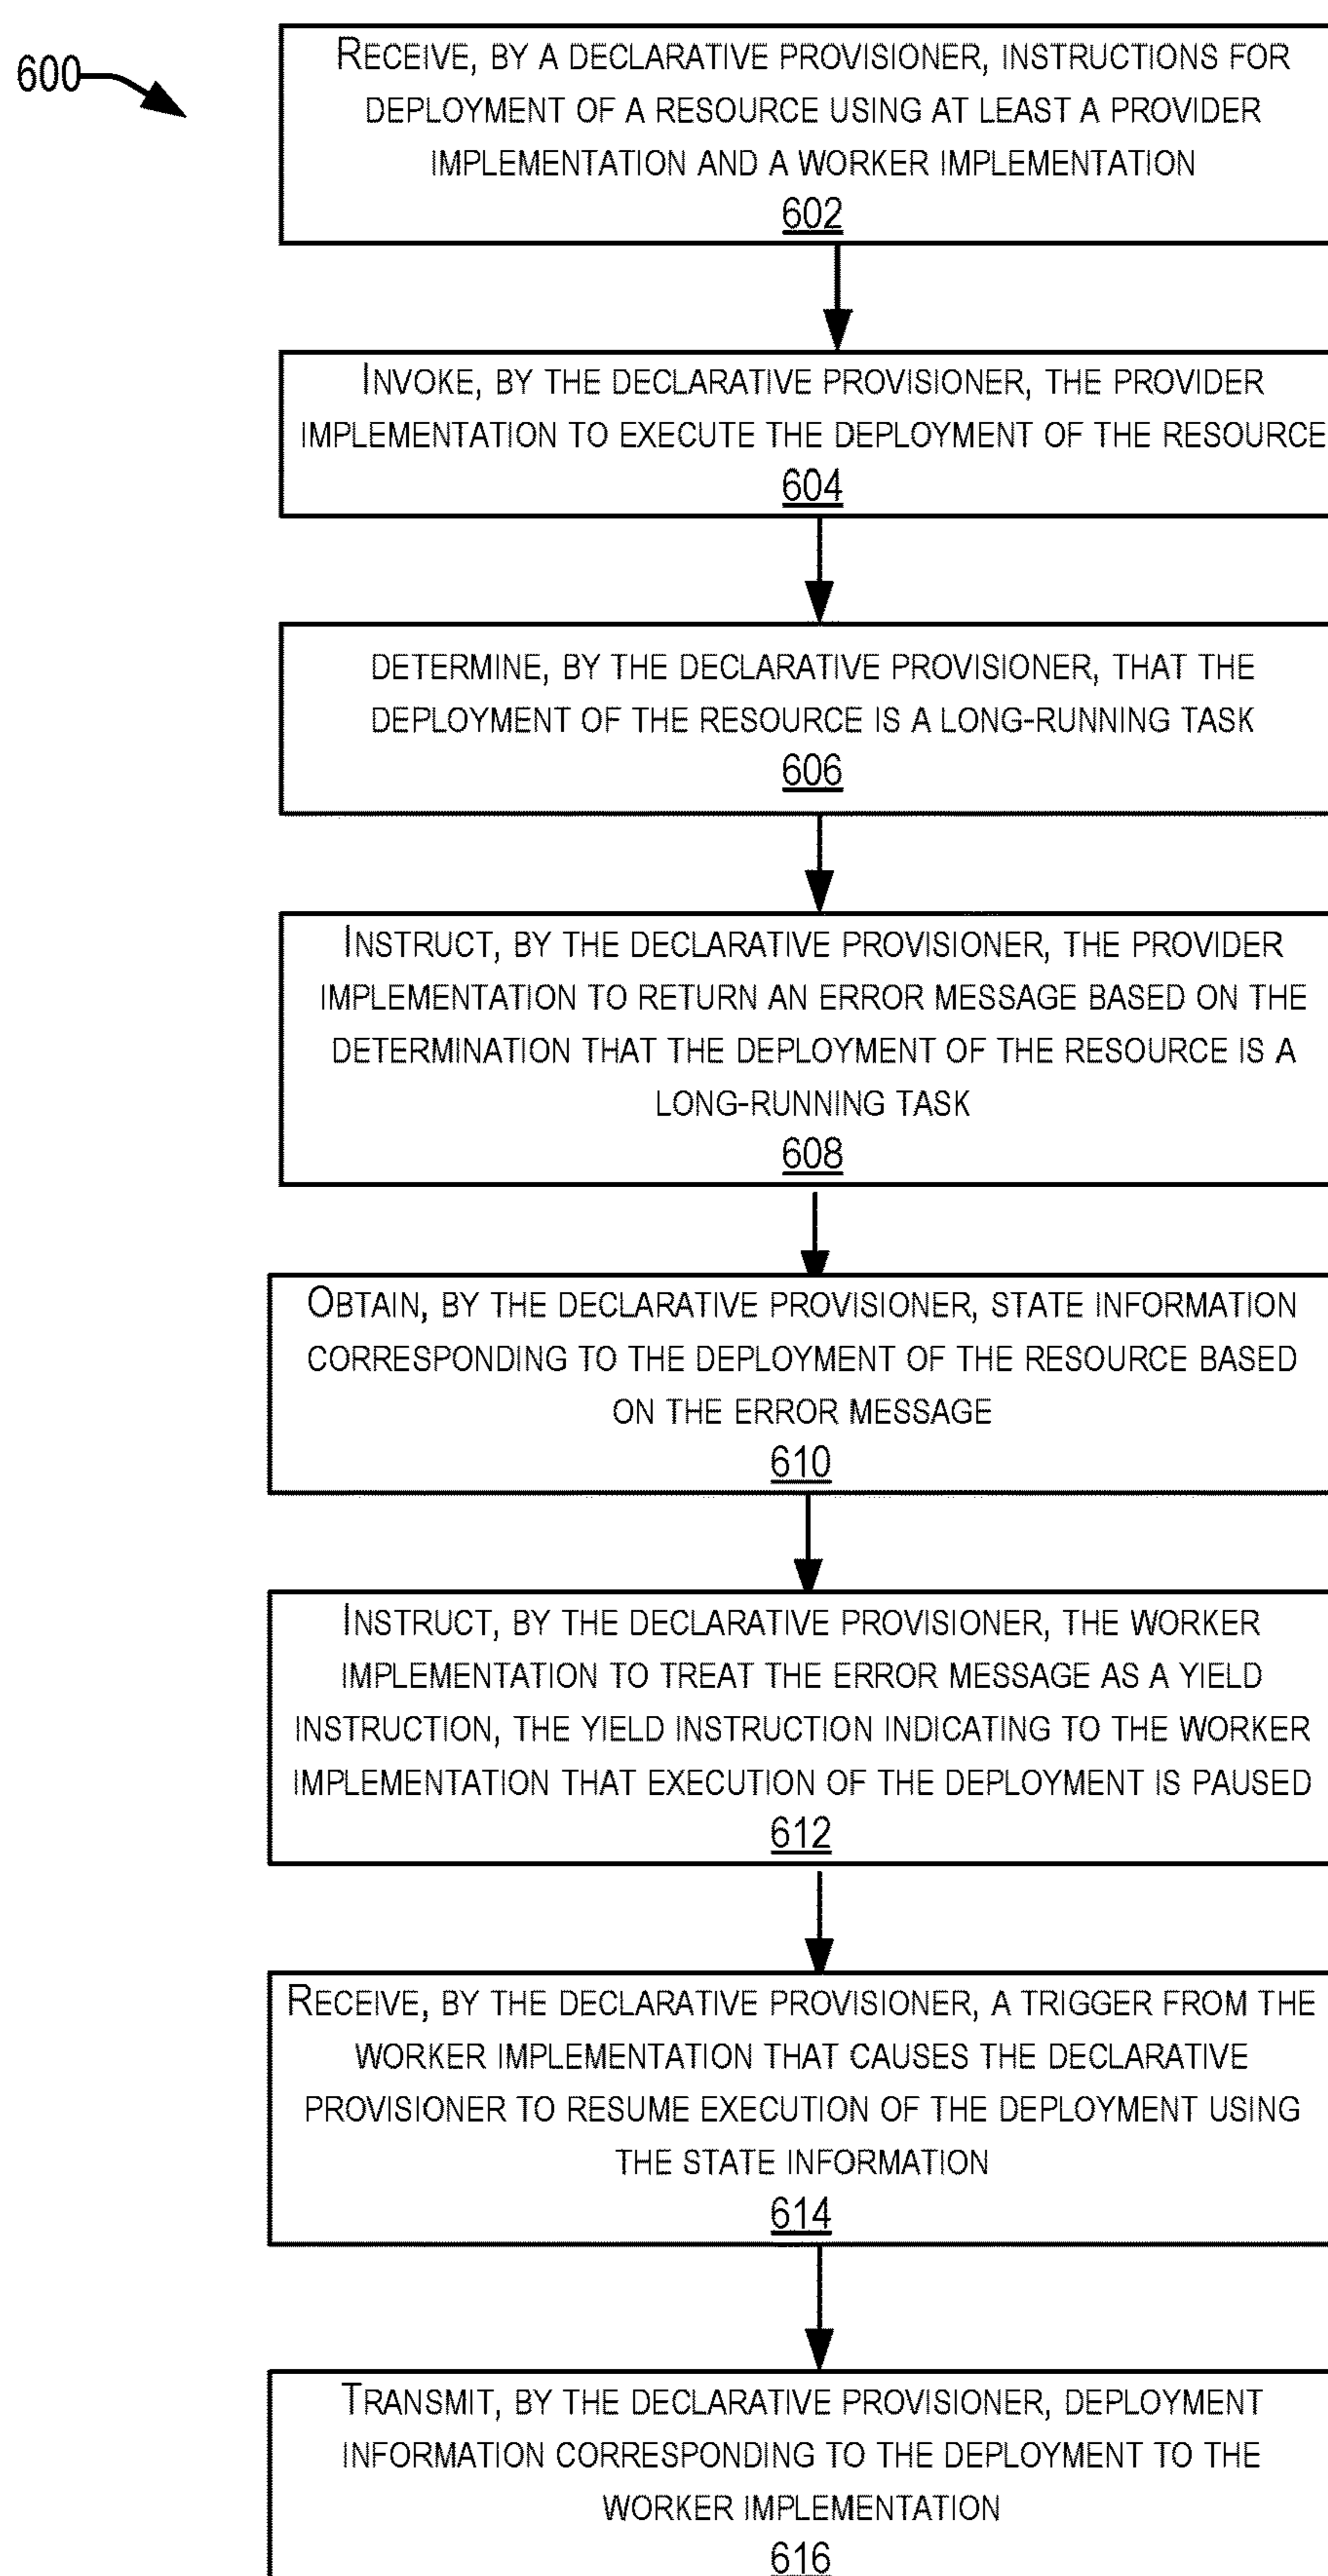 600
RECEIVE, BY A DECLARATIVE PROVISIONER, INSTRUCTIONS FOR
DEPLOYMENT OF A RESOURCE USING AT LEAST A PROVIDER
IMPLEMENTATION AND A WORKER IMPLEMENTATION
602
INVOKE, BY THE DECLARATIVE PROVISIONER, THE PROVIDER
IMPLEMENTATION TO EXECUTE THE DEPLOYMENT OF THE RESOURCE
604
DETERMINE, BY THE DECLARATIVE PROVISIONER, THAT THE
DEPLOYMENT OF THE RESOURCE IS A LONG-RUNNING TASK
606
INSTRUCT, BY THE DECLARATIVE PROVISIONER, THE PROVIDER
IMPLEMENTATION TO RETURN AN ERROR MESSAGE BASED ON THE
DETERMINATION THAT THE DEPLOYMENT OF THE RESOURCE IS A
LONG-RUNNING TASK
608
OBTAIN, BY THE DECLARATIVE PROVISIONER, STATE INFORMATION
CORRESPONDING TO THE DEPLOYMENT OF THE RESOURCE BASED
ON THE ERROR MESSAGE
610
INSTRUCT, BY THE DECLARATIVE PROVISIONER, THE WORKER
IMPLEMENTATION TO TREAT THE ERROR MESSAGE AS A YIELD
INSTRUCTION, THE YIELD INSTRUCTION INDICATING TO THE WORKER
IMPLEMENTATION THAT EXECUTION OF THE DEPLOYMENT IS PAUSED
612
RECEIVE, BY THE DECLARATIVE PROVISIONER, A TRIGGER FROM THE
WORKER IMPLEMENTATION THAT CAUSES THE DECLARATIVE
PROVISIONER TO RESUME EXECUTION OF THE DEPLOYMENT USING
THE STATE INFORMATION
614
TRANSMIT, BY THE DECLARATIVE PROVISIONER, DEPLOYMENT
INFORMATION CORRESPONDING TO THE DEPLOYMENT TO THE
WORKER IMPLEMENTATION
616